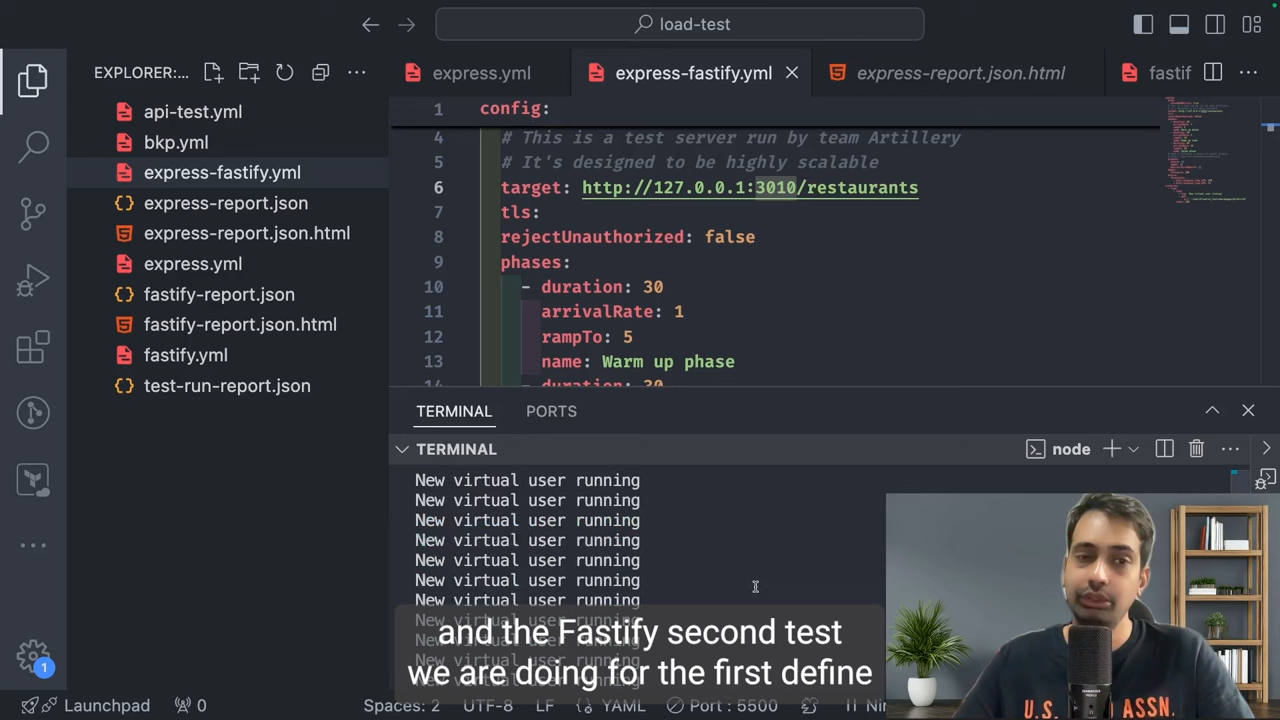 load-test
EXPLORER:...
api-test.yml
bkp.yml
express-fastify.yml
express-report.json
express-report.json.html
express.yml
fastify-report.json
fastify-report.json.html
fastify.yml
test-run-report.json
express.yml
express-fastify.yml
express-report.json.html
fastif
1 config:
4 # This is a test server run by team Artillery
5 # It's designed to be highly scalable
6 target: http://127.0.0.1:3010/restaurants
7 tls:
8 rejectUnauthorized: false
9 phases:
10 - duration: 30
11 arrivalRate: 1
12 rampTo: 5
13 name: Warm up phase
14 - duration: 30
TERMINAL
PORTS
TERMINAL
node
New virtual user running
New virtual user running
New virtual user running
New virtual user running
New virtual user running
New virtual user running
New virtual user running
and the Fastify second test
we are doing for the first define
U.S. ASSN.
1
Launchpad
0
Spaces: 2
UTF-8
LF
YAML
Port : 5500
Nin